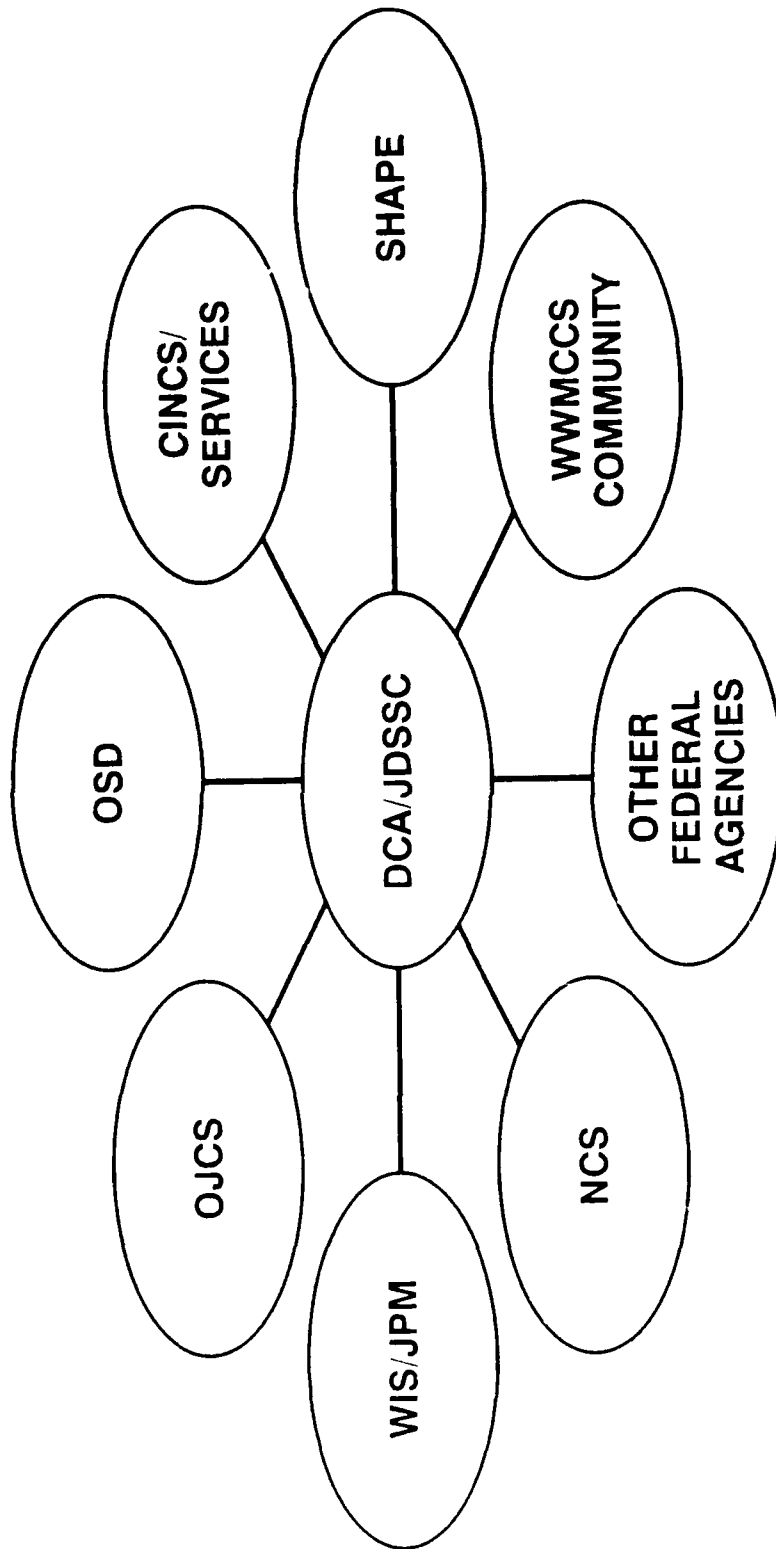 OSD
OJCS
CINCS/
SERVICES
WIS/JPM
DCA/JDSSC
SHAPE
NCS
WWMCCS
COMMUNITY
OTHER
FEDERAL
AGENCIES